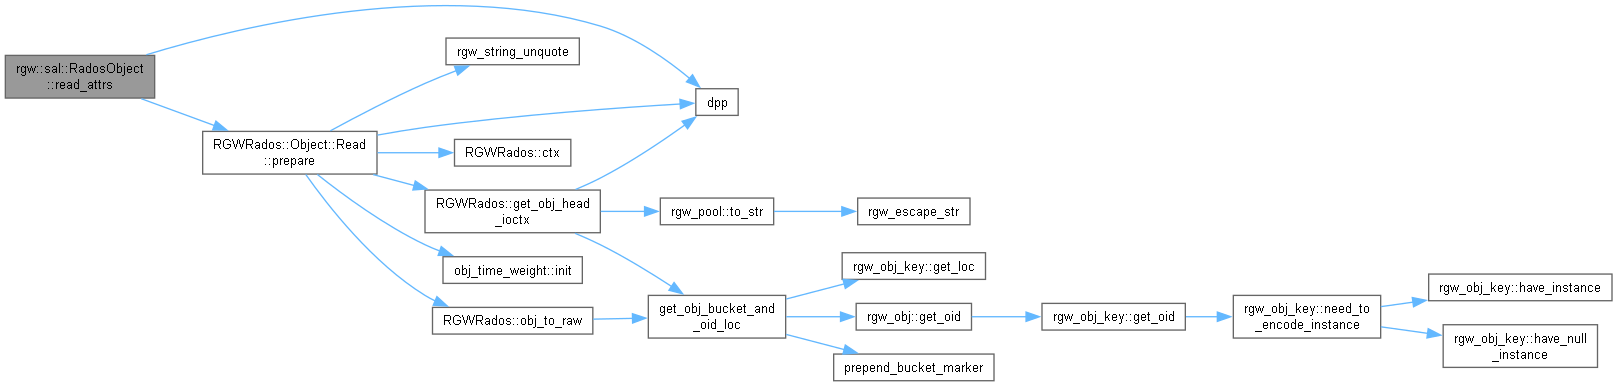 rgw::sal::RadosObject
::read_attrs
RGWRados::Object::Read
::prepare
rgw_string_unquote
dpp
RGWRados::ctx
RGWRados::get_obj_head
_ioctx
obj_time_weight::init
RGWRados::obj_to_raw
rgw_pool::to_str
rgw_escape_str
get_obj_bucket_and
_oid_loc
rgw_obj_key::get_loc
rgw_obj::get_oid
prepend_bucket_marker
rgw_obj_key::get_oid
rgw_obj_key::need_to
_encode_instance
rgw_obj_key::have_instance
rgw_obj_key::have_null
_instance